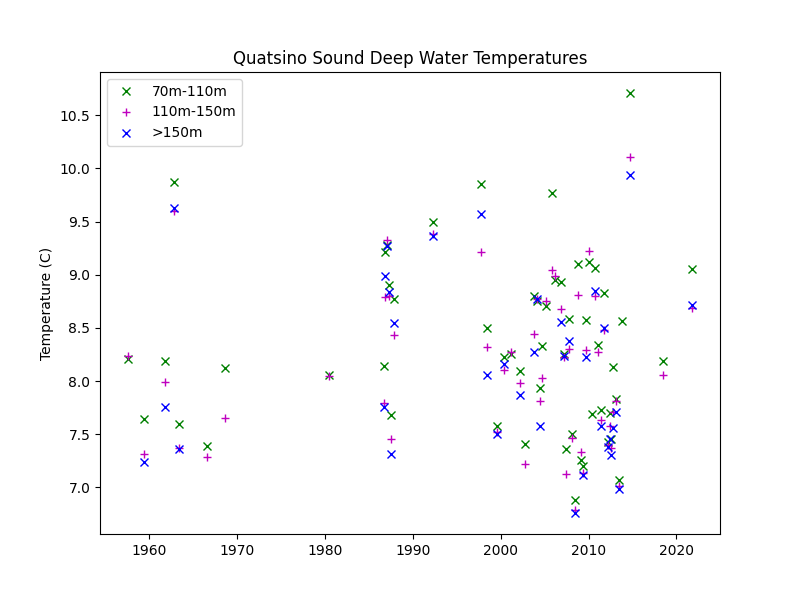 Quatsino Sound Deep Water Temperatures
70m-110m
110m-150m
>150m
Temperature (C)
10.5
10.0
9.5
9.0
8.5
8.0
7.5
7.0
1960 1970 1980 1990 2000 2010 2020